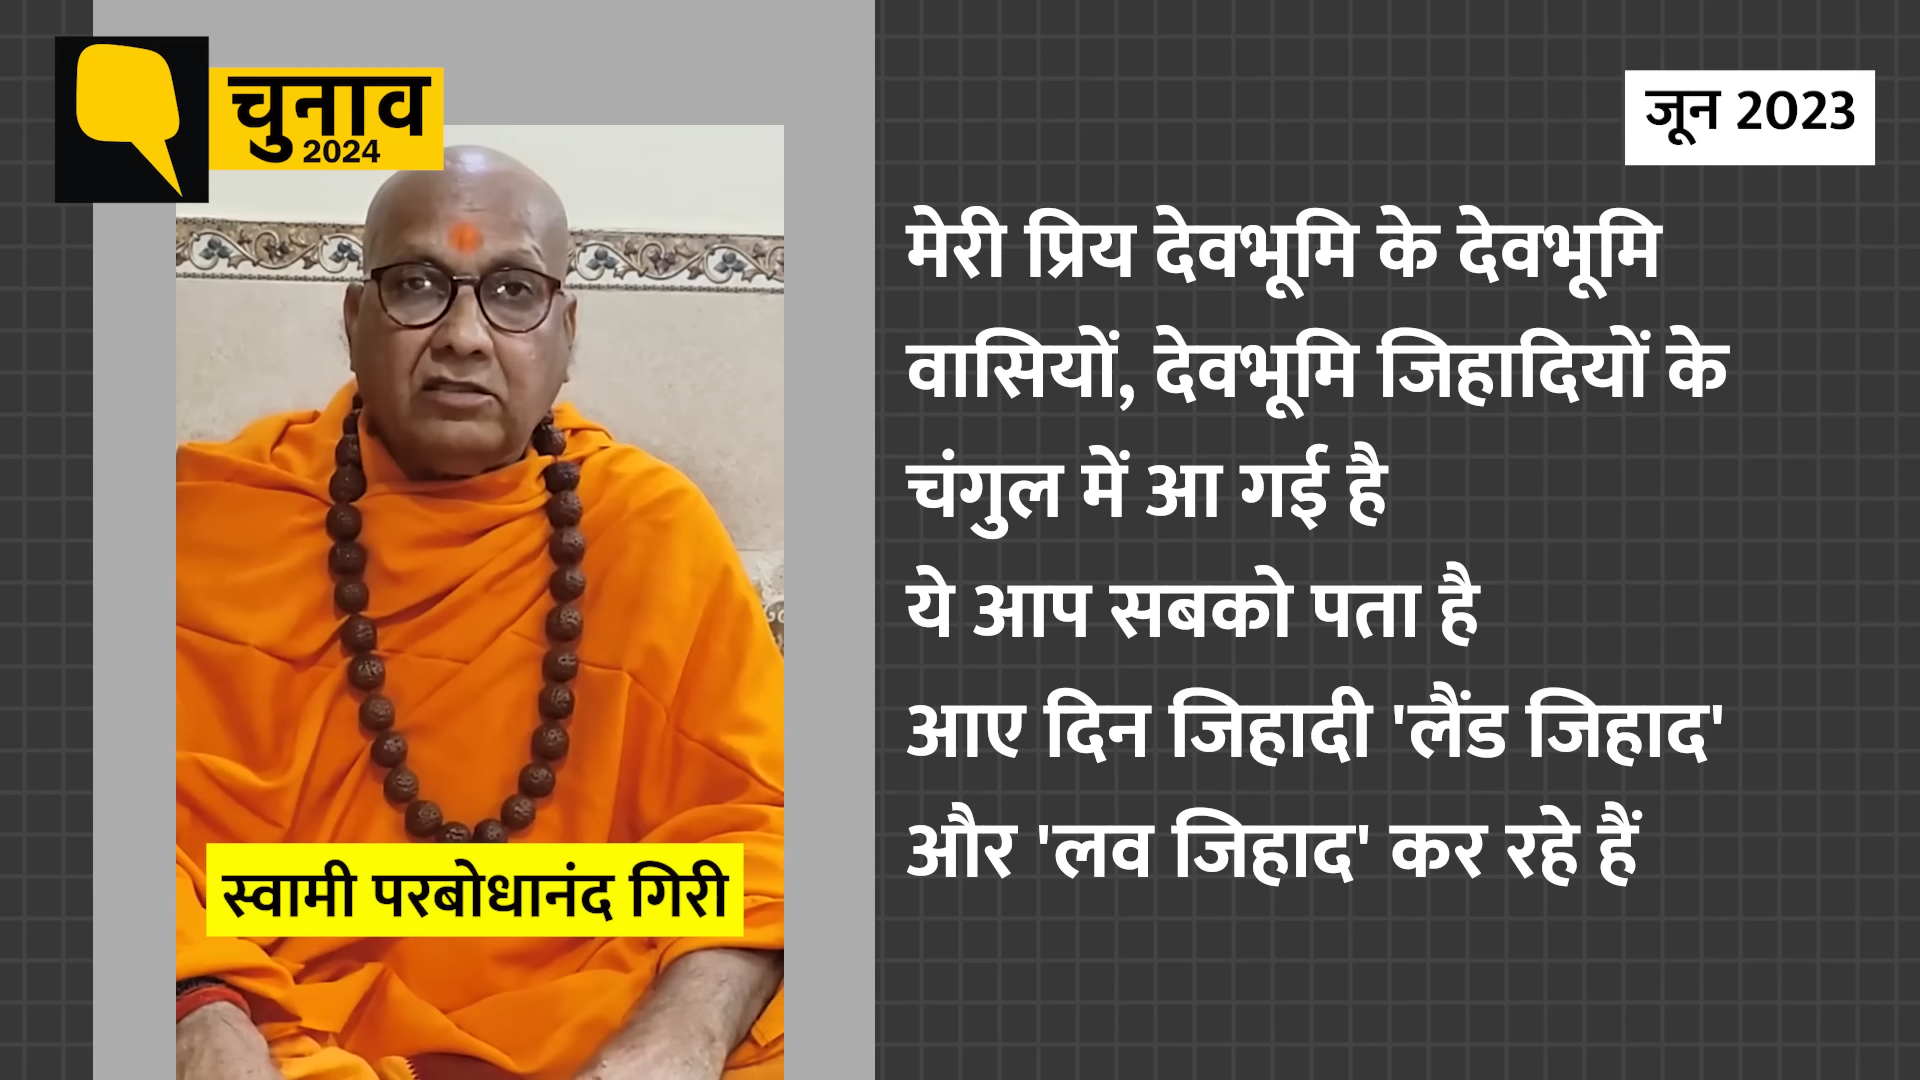 चुनाव
2024
जून 2023
मेरी प्रिय देवभूमि के देवभूमि
वासियों, देवभूमि जिहादियों के
चंगुल में आ गई है
ये आप सबको पता है
आए दिन जिहादी 'लैंड जिहाद'
और 'लव जिहाद' कर रहे हैं
स्वामी परबोधानंद गिरी